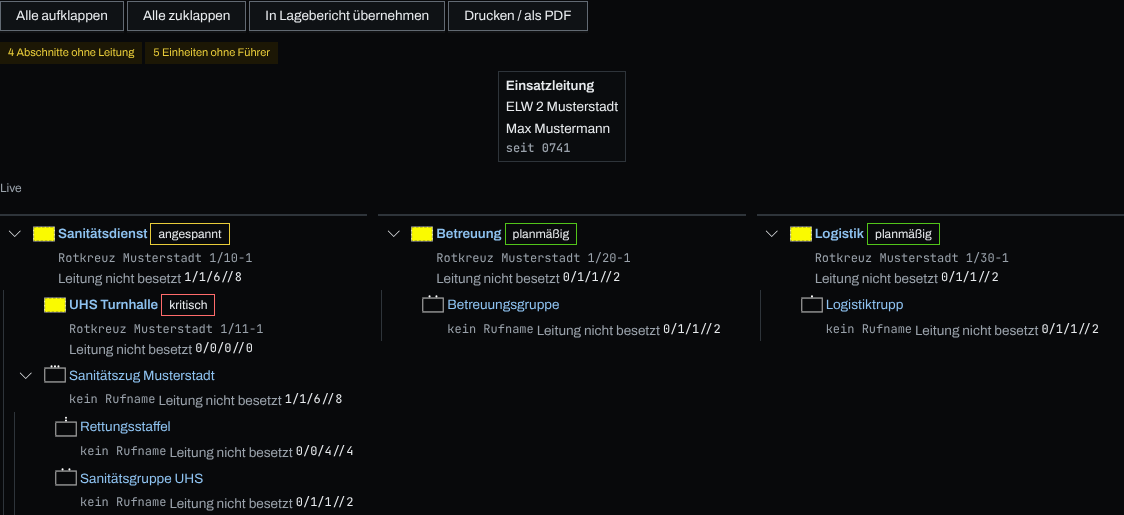 Alle aufklappen
Alle zuklappen
In Lagebericht übernehmen
Drucken / als PDF
4 Abschnitte ohne Leitung
5 Einheiten ohne Führer
Einsatzleitung
ELW 2 Musterstadt
Max Mustermann
seit 0741
Live
Sanitätsdienst angespannt
Rotkreuz Musterstadt 1/10-1
Leitung nicht besetzt 1/1/6//8
UHS Turnhalle kritisch
Rotkreuz Musterstadt 1/11-1
Leitung nicht besetzt 0/0/0//0
Sanitätszug Musterstadt
kein Rufname Leitung nicht besetzt 1/1/6//8
Rettungsstaffel
kein Rufname Leitung nicht besetzt 0/0/4//4
Sanitätsgruppe UHS
kein Rufname Leitung nicht besetzt 0/1/1//2
Betreuung planmäßig
Rotkreuz Musterstadt 1/20-1
Leitung nicht besetzt 0/1/1//2
Betreuungsgruppe
kein Rufname Leitung nicht besetzt 0/1/1//2
Logistik planmäßig
Rotkreuz Musterstadt 1/30-1
Leitung nicht besetzt 0/1/1//2
Logistiktrupp
kein Rufname Leitung nicht besetzt 0/1/1//2